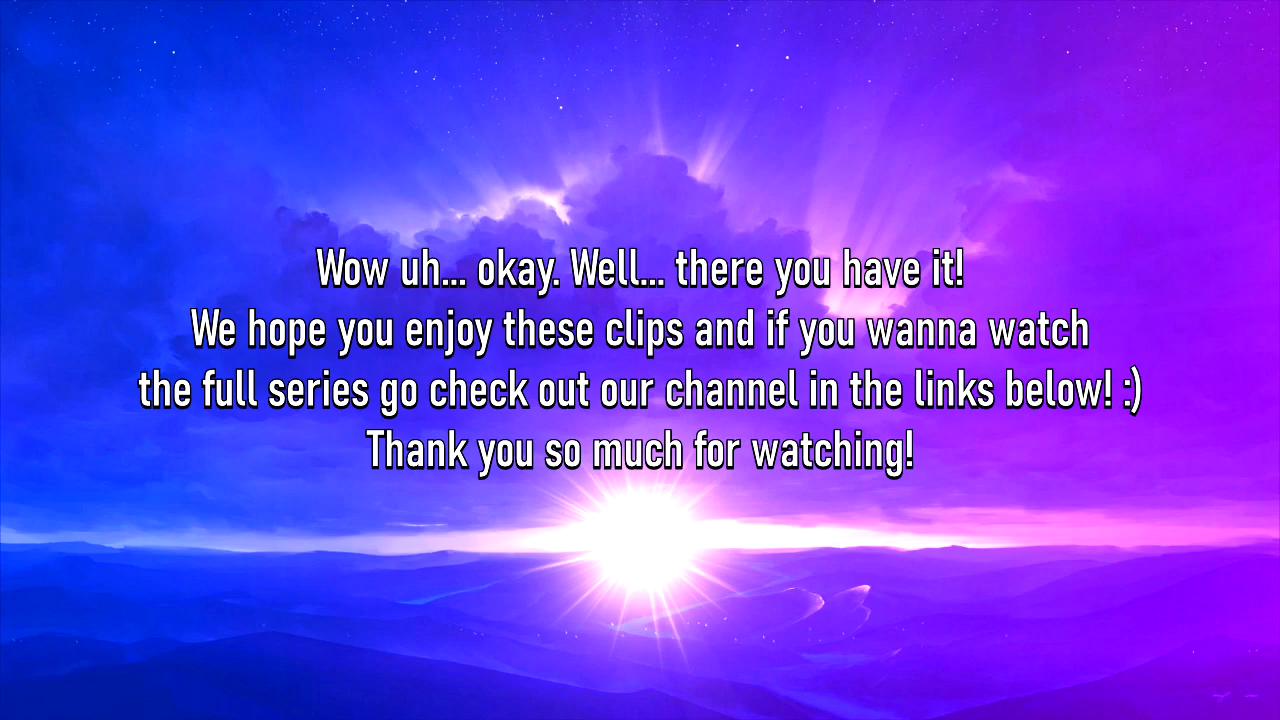 Wow uh... okay. Well... there you have it!
We hope you enjoy these clips and if you wanna watch
the full series go check out our channel in the links below! :)
Thank you so much for watching!